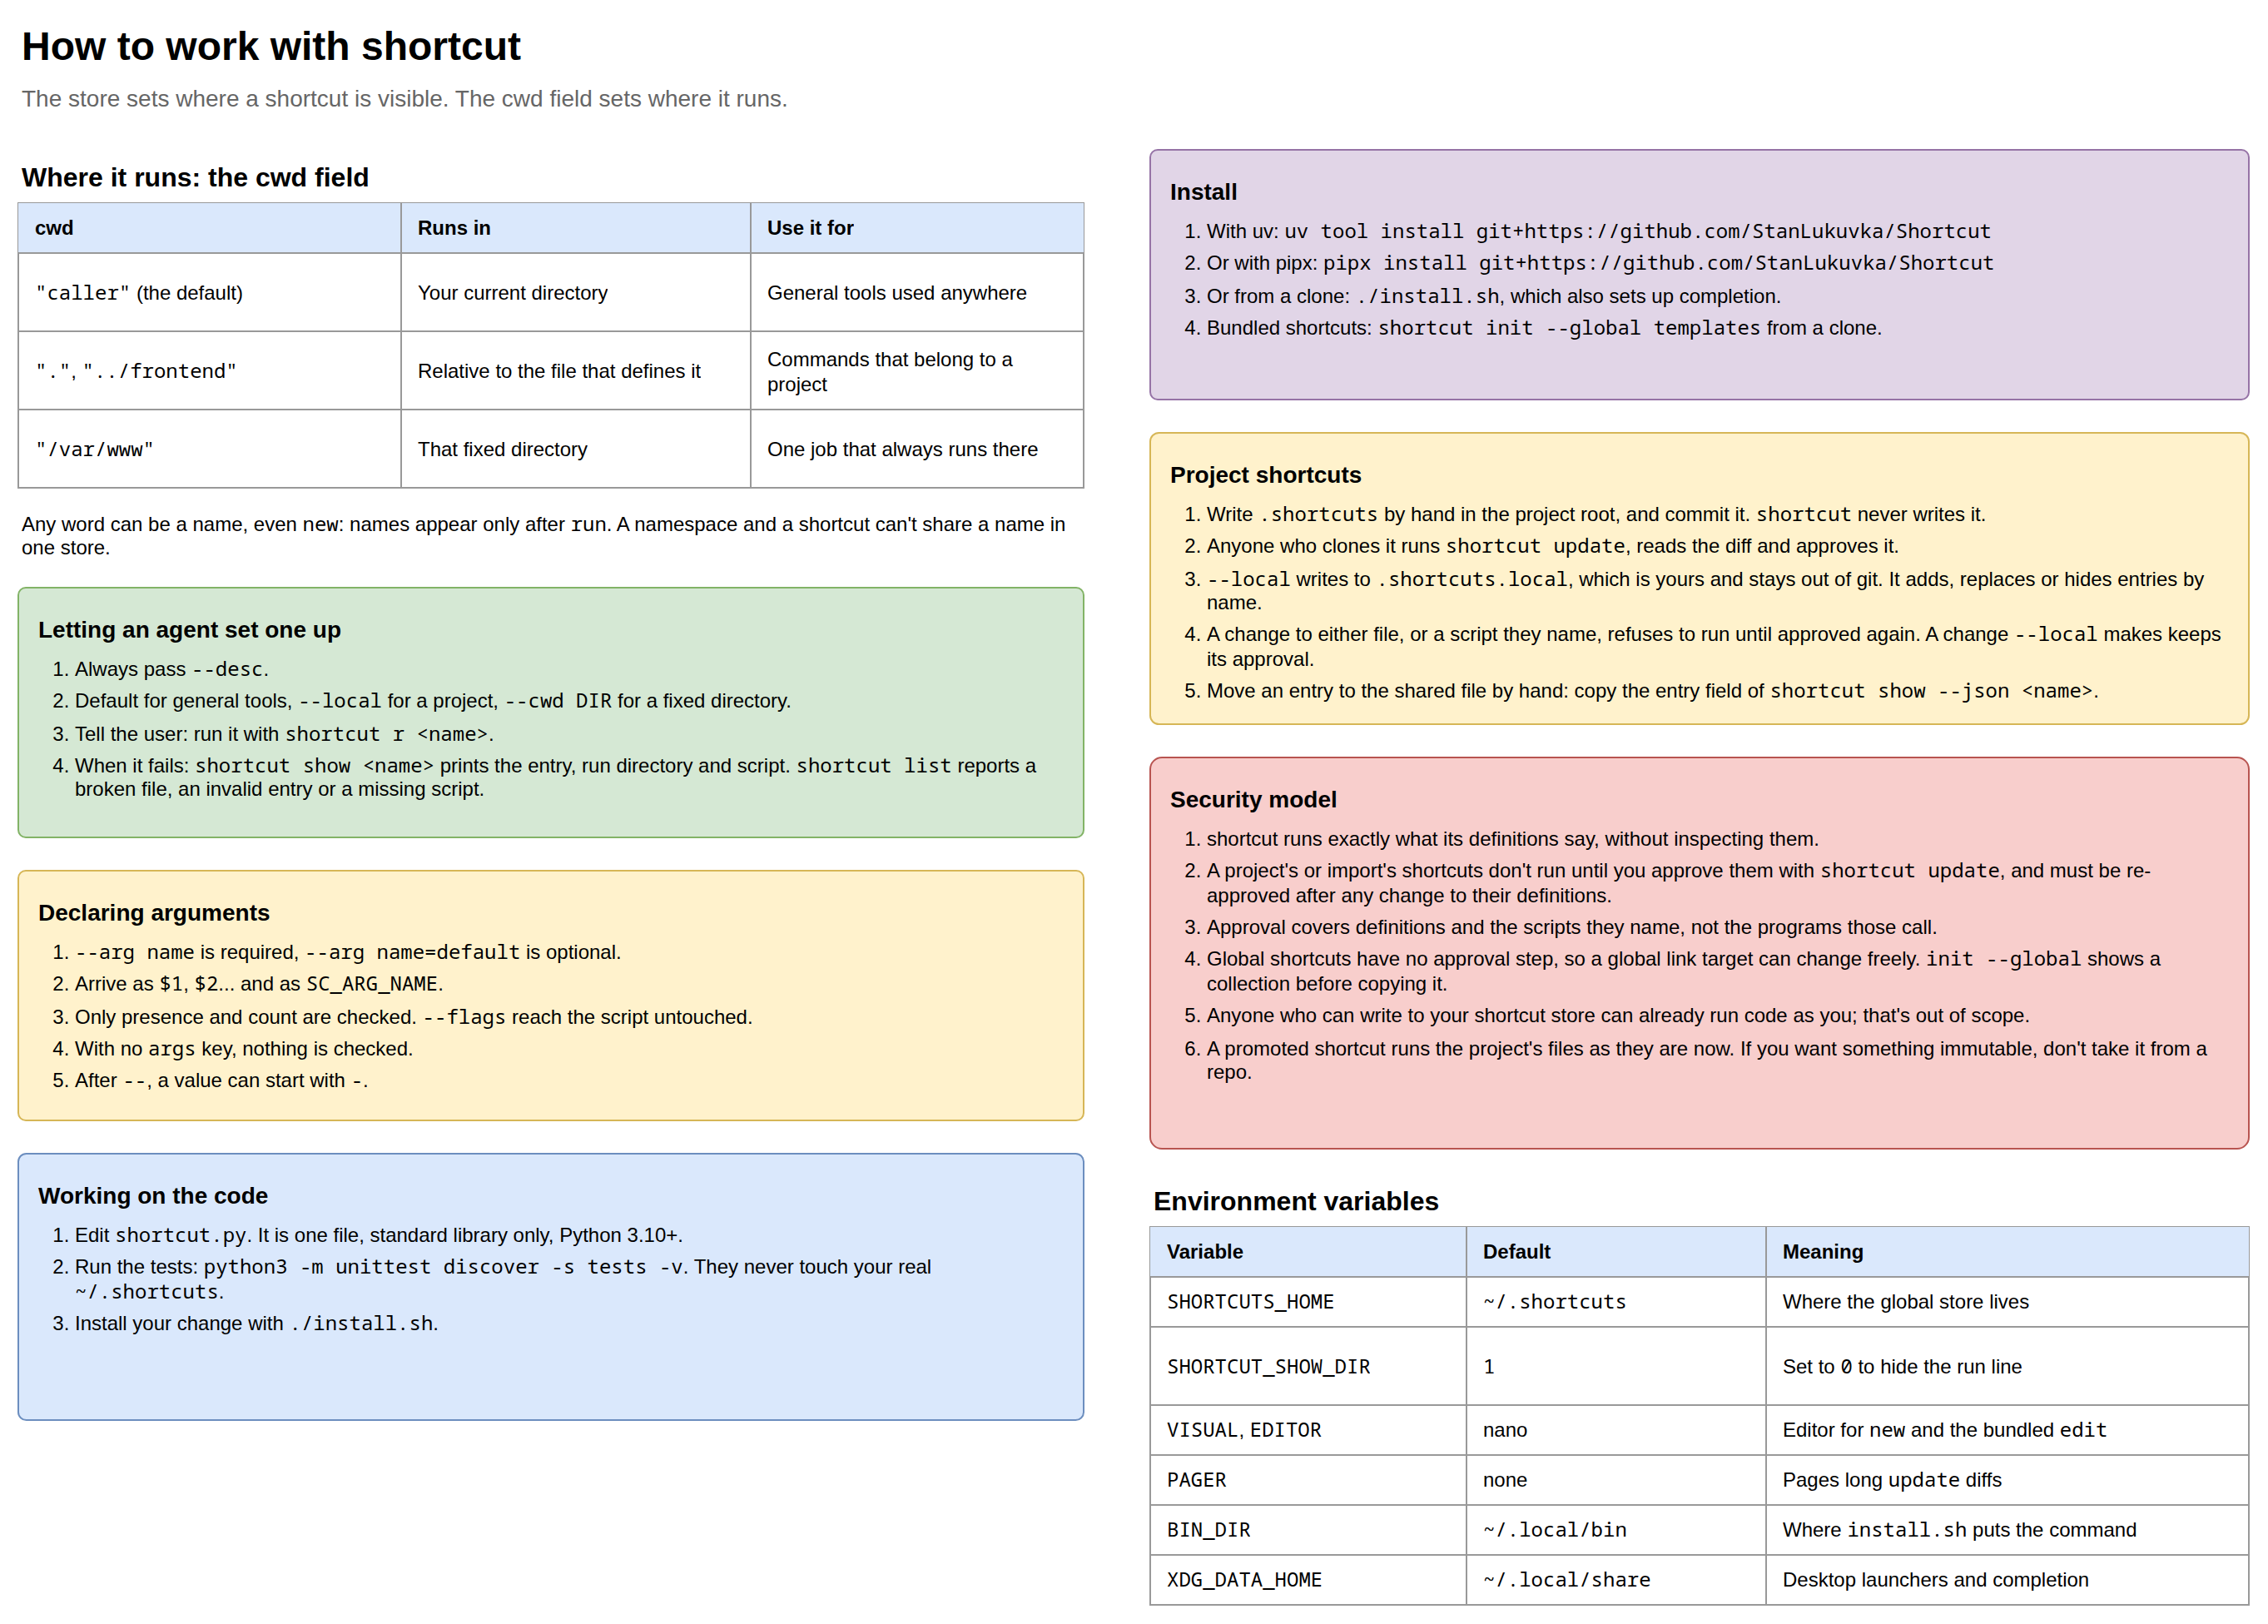 How to work with shortcut
The store sets where a shortcut is visible. The cwd field sets where it runs.
Where it runs: the cwd field
cwd Runs in Use it for
"caller" (the default) Your current directory General tools used anywhere
".", "../frontend" Relative to the file that defines it Commands that belong to a
project
"/var/www" That fixed directory One job that always runs there
Any word can be a name, even new: names appear only after run. A namespace and a shortcut can't share a name in
one store.
Letting an agent set one up
1. Always pass --desc.
2. Default for general tools, --local for a project, --cwd DIR for a fixed directory.
3. Tell the user: run it with shortcut r <name>.
4. When it fails: shortcut show <name> prints the entry, run directory and script. shortcut list reports a
broken file, an invalid entry or a missing script.
Declaring arguments
1. --arg name is required, --arg name=default is optional.
2. Arrive as $1, $2... and as SC_ARG_NAME.
3. Only presence and count are checked. --flags reach the script untouched.
4. With no args key, nothing is checked.
5. After --, a value can start with -.
Working on the code
1. Edit shortcut.py. It is one file, standard library only, Python 3.10+.
2. Run the tests: python3 -m unittest discover -s tests -v. They never touch your real
~/.shortcuts.
3. Install your change with ./install.sh.
Install
1. With uv: uv tool install git+https://github.com/StanLukuvka/Shortcut
2. Or with pipx: pipx install git+https://github.com/StanLukuvka/Shortcut
3. Or from a clone: ./install.sh, which also sets up completion.
4. Bundled shortcuts: shortcut init --global templates from a clone.
Project shortcuts
1. Write .shortcuts by hand in the project root, and commit it. shortcut never writes it.
2. Anyone who clones it runs shortcut update, reads the diff and approves it.
3. --local writes to .shortcuts.local, which is yours and stays out of git. It adds, replaces or hides entries by
name.
4. A change to either file, or a script they name, refuses to run until approved again. A change --local makes keeps
its approval.
5. Move an entry to the shared file by hand: copy the entry field of shortcut show --json <name>.
Security model
1. shortcut runs exactly what its definitions say, without inspecting them.
2. A project's or import's shortcuts don't run until you approve them with shortcut update, and must be re-
approved after any change to their definitions.
3. Approval covers definitions and the scripts they name, not the programs those call.
4. Global shortcuts have no approval step, so a global link target can change freely. init --global shows a
collection before copying it.
5. Anyone who can write to your shortcut store can already run code as you; that's out of scope.
6. A promoted shortcut runs the project's files as they are now. If you want something immutable, don't take it from a
repo.
Environment variables
Variable Default Meaning
SHORTCUTS_HOME ~/.shortcuts Where the global store lives
SHORTCUT_SHOW_DIR 1 Set to 0 to hide the run line
VISUAL, EDITOR nano Editor for new and the bundled edit
PAGER none Pages long update diffs
BIN_DIR ~/.local/bin Where install.sh puts the command
XDG_DATA_HOME ~/.local/share Desktop launchers and completion